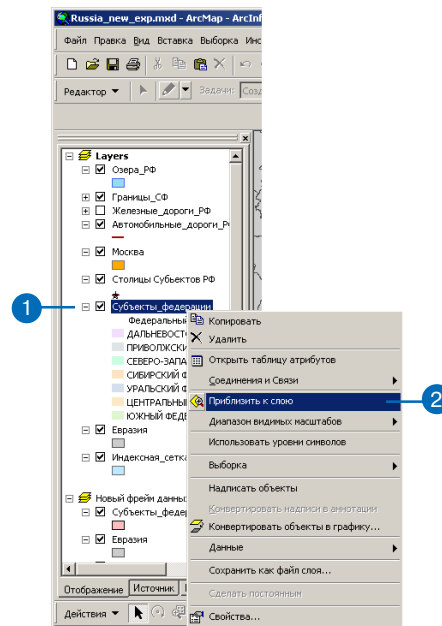 Russia_new_exp.mxd - ArcMap - ArcInf
Файл Правка Вид Вставка Выборка Инс
Редактор Задачи: Созд
Layers
Озера_РФ
Границы_СФ
Железные_дороги_РФ
Автомобильные_дороги_Р
Москва
Столицы Субъектов РФ
1
Субъекты_федерации
Федеральный
ДАЛЬНЕВОСТО
ПРИВОЛЖСКИ
СЕВЕРО-ЗАПА
СИБИРСКИЙ Ф
УРАЛЬСКИЙ Ф
ЦЕНТРАЛЬНЫ
ЮЖНЫЙ ФЕДЕ
Евразия
Индексная_сетка
Новый фрейм данных
Субъекты_федер
Евразия
Отображение Источник
Действия
Копировать
Удалить
Открыть таблицу атрибутов
Соединения и Связи
Приблизить к слою
2
Диапазон видимых масштабов
Использовать уровни символов
Выборка
Надписать объекты
Конвертировать надписи в аннотации
Конвертировать объекты в графику...
Данные
Сохранить как файл слоя...
Сделать постоянным
Свойства...